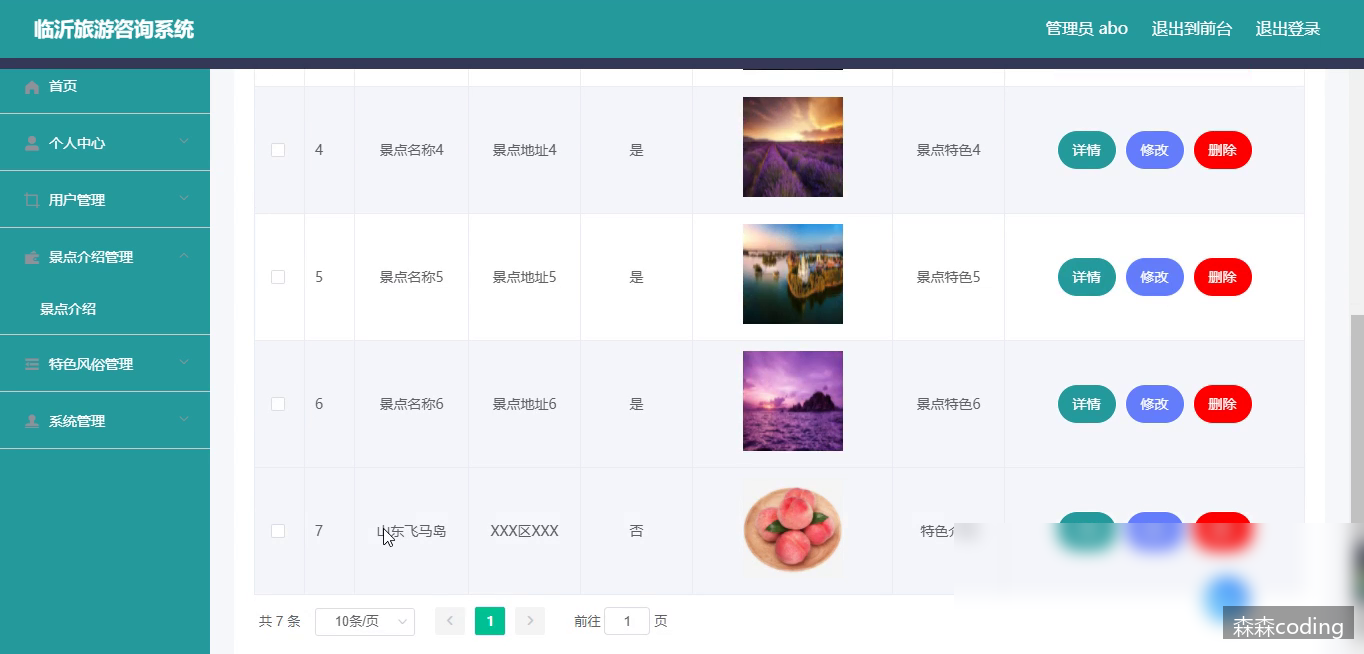 临沂旅游咨询系统
管理员 abo 退出到前台 退出登录
首页
个人中心
用户管理
景点介绍管理
景点介绍
特色风俗管理
系统管理
4 景点名称4 景点地址4 是 景点特色4 详情 修改 删除
5 景点名称5 景点地址5 是 景点特色5 详情 修改 删除
6 景点名称6 景点地址6 是 景点特色6 详情 修改 删除
7 山东飞马岛 XXX区XXX 否 特色
共 7 条 10条/页 1 前往 1 页
森森coding